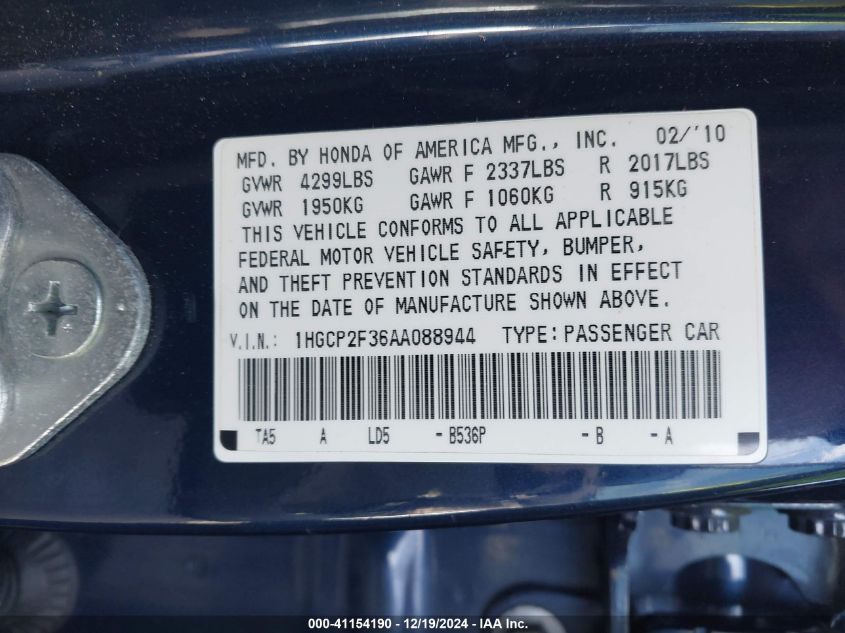 MFD. BY HONDA OF AMERICA MFG., INC. 02/'10
GVWR 4299LBS GAWR F 2337LBS R 2017LBS
GVWR 1950KG GAWR F 1060KG R 915KG
THIS VEHICLE CONFORMS TO ALL APPLICABLE
FEDERAL MOTOR VEHICLE SAFETY, BUMPER,
AND THEFT PREVENTION STANDARDS IN EFFECT
ON THE DATE OF MANUFACTURE SHOWN ABOVE.
V.I.N.: 1HGCP2F36AA088944 TYPE: PASSENGER CAR
TA5 A LD5 - B536P - B - A
000-41154190 - 12/19/2024 - IAA Inc.